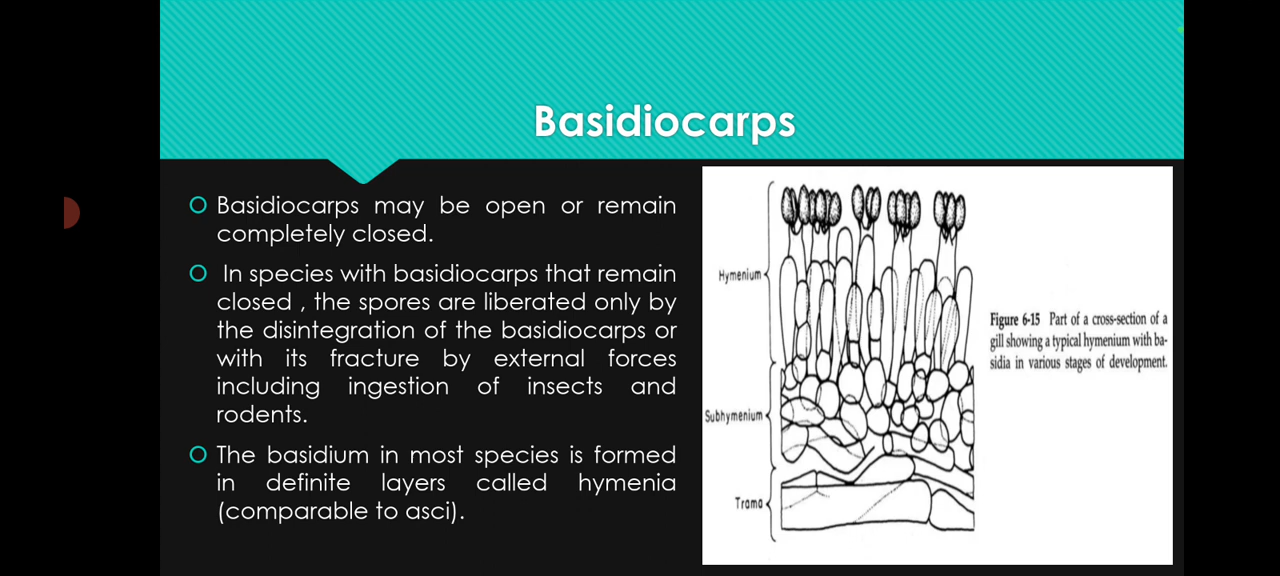 Basidiocarps
Basidiocarps may be open or remain
completely closed.
In species with basidiocarps that remain
closed , the spores are liberated only by
the disintegration of the basidiocarps or
with its fracture by external forces
including ingestion of insects and
rodents.
The basidium in most species is formed
in definite layers called hymenia
(comparable to asci).
Hymenium
Subhymenium
Trama
Figure 6-15 Part of a cross-section of a
gill showing a typical hymenium with ba-
sidia in various stages of development.